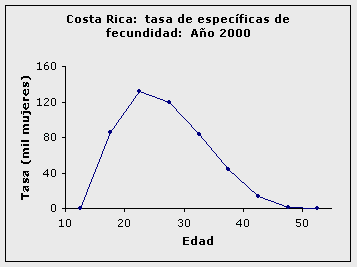 Costa Rica: tasa de específicas de
fecundidad: Año 2000
160
120
80
40
0
Tasa (mil mujeres)
10 20 30 40 50
Edad